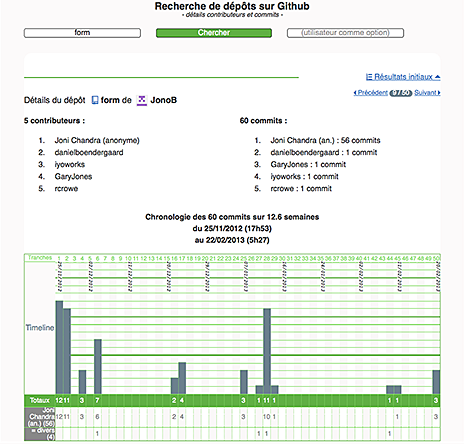 Recherche de dépôts sur Github
- détails contributeurs et commits -
form
Chercher
(utilisateur comme option)
Résultats initiaux
Précédent 9 / 50 Suivant
Détails du dépôt form de JonoB
5 contributeurs :
1. Joni Chandra (anonyme)
2. danielboendergaard
3. iyoworks
4. GaryJones
5. rcrowe
60 commits :
1. Joni Chandra (an.) : 56 commits
2. danielboendergaard : 1 commit
3. GaryJones : 1 commit
4. iyoworks : 1 commit
5. rcrowe : 1 commit
Chronologie des 60 commits sur 12.6 semaines
du 25/11/2012 (17h53)
au 22/02/2013 (5h27)
Tranches 1 2 3 4 5 6 7 8 9 10 11 12 13 14 15 16 17 18 19 20 21 22 23 24 25 26 27 28 29 30 31 32 33 34 35 36 37 38 39 40 41 42 43 44 45 46 47 48 49 50
Timeline
Totaux 12 11 3 7 2 4 3 1 11 1 1 1 3
Joni Chandra (an.) (56) 12 11 3 6 2 4 3 10 1 1 3
= divers (4) 1 1 1 1